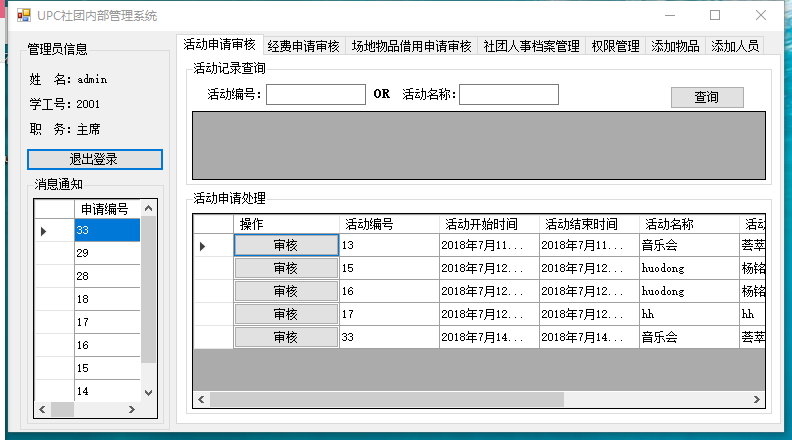 UPC社团内部管理系统
管理员信息
姓 名：admin
学工号：2001
职 务：主席
退出登录
消息通知
申请编号
33
29
28
18
17
16
15
14
活动申请审核 经费申请审核 场地物品借用申请审核 社团人事档案管理 权限管理 添加物品 添加人员
活动记录查询
活动编号： OR 活动名称： 查询
活动申请处理
操作 活动编号 活动开始时间 活动结束时间 活动名称
审核 13 2018年7月11... 2018年7月11... 音乐会 荟萃
审核 15 2018年7月12... 2018年7月12... huodong 杨铭
审核 16 2018年7月12... 2018年7月12... huodong 杨铭
审核 17 2018年7月12... 2018年7月12... hh hh
审核 33 2018年7月14... 2018年7月14... 音乐会 荟萃